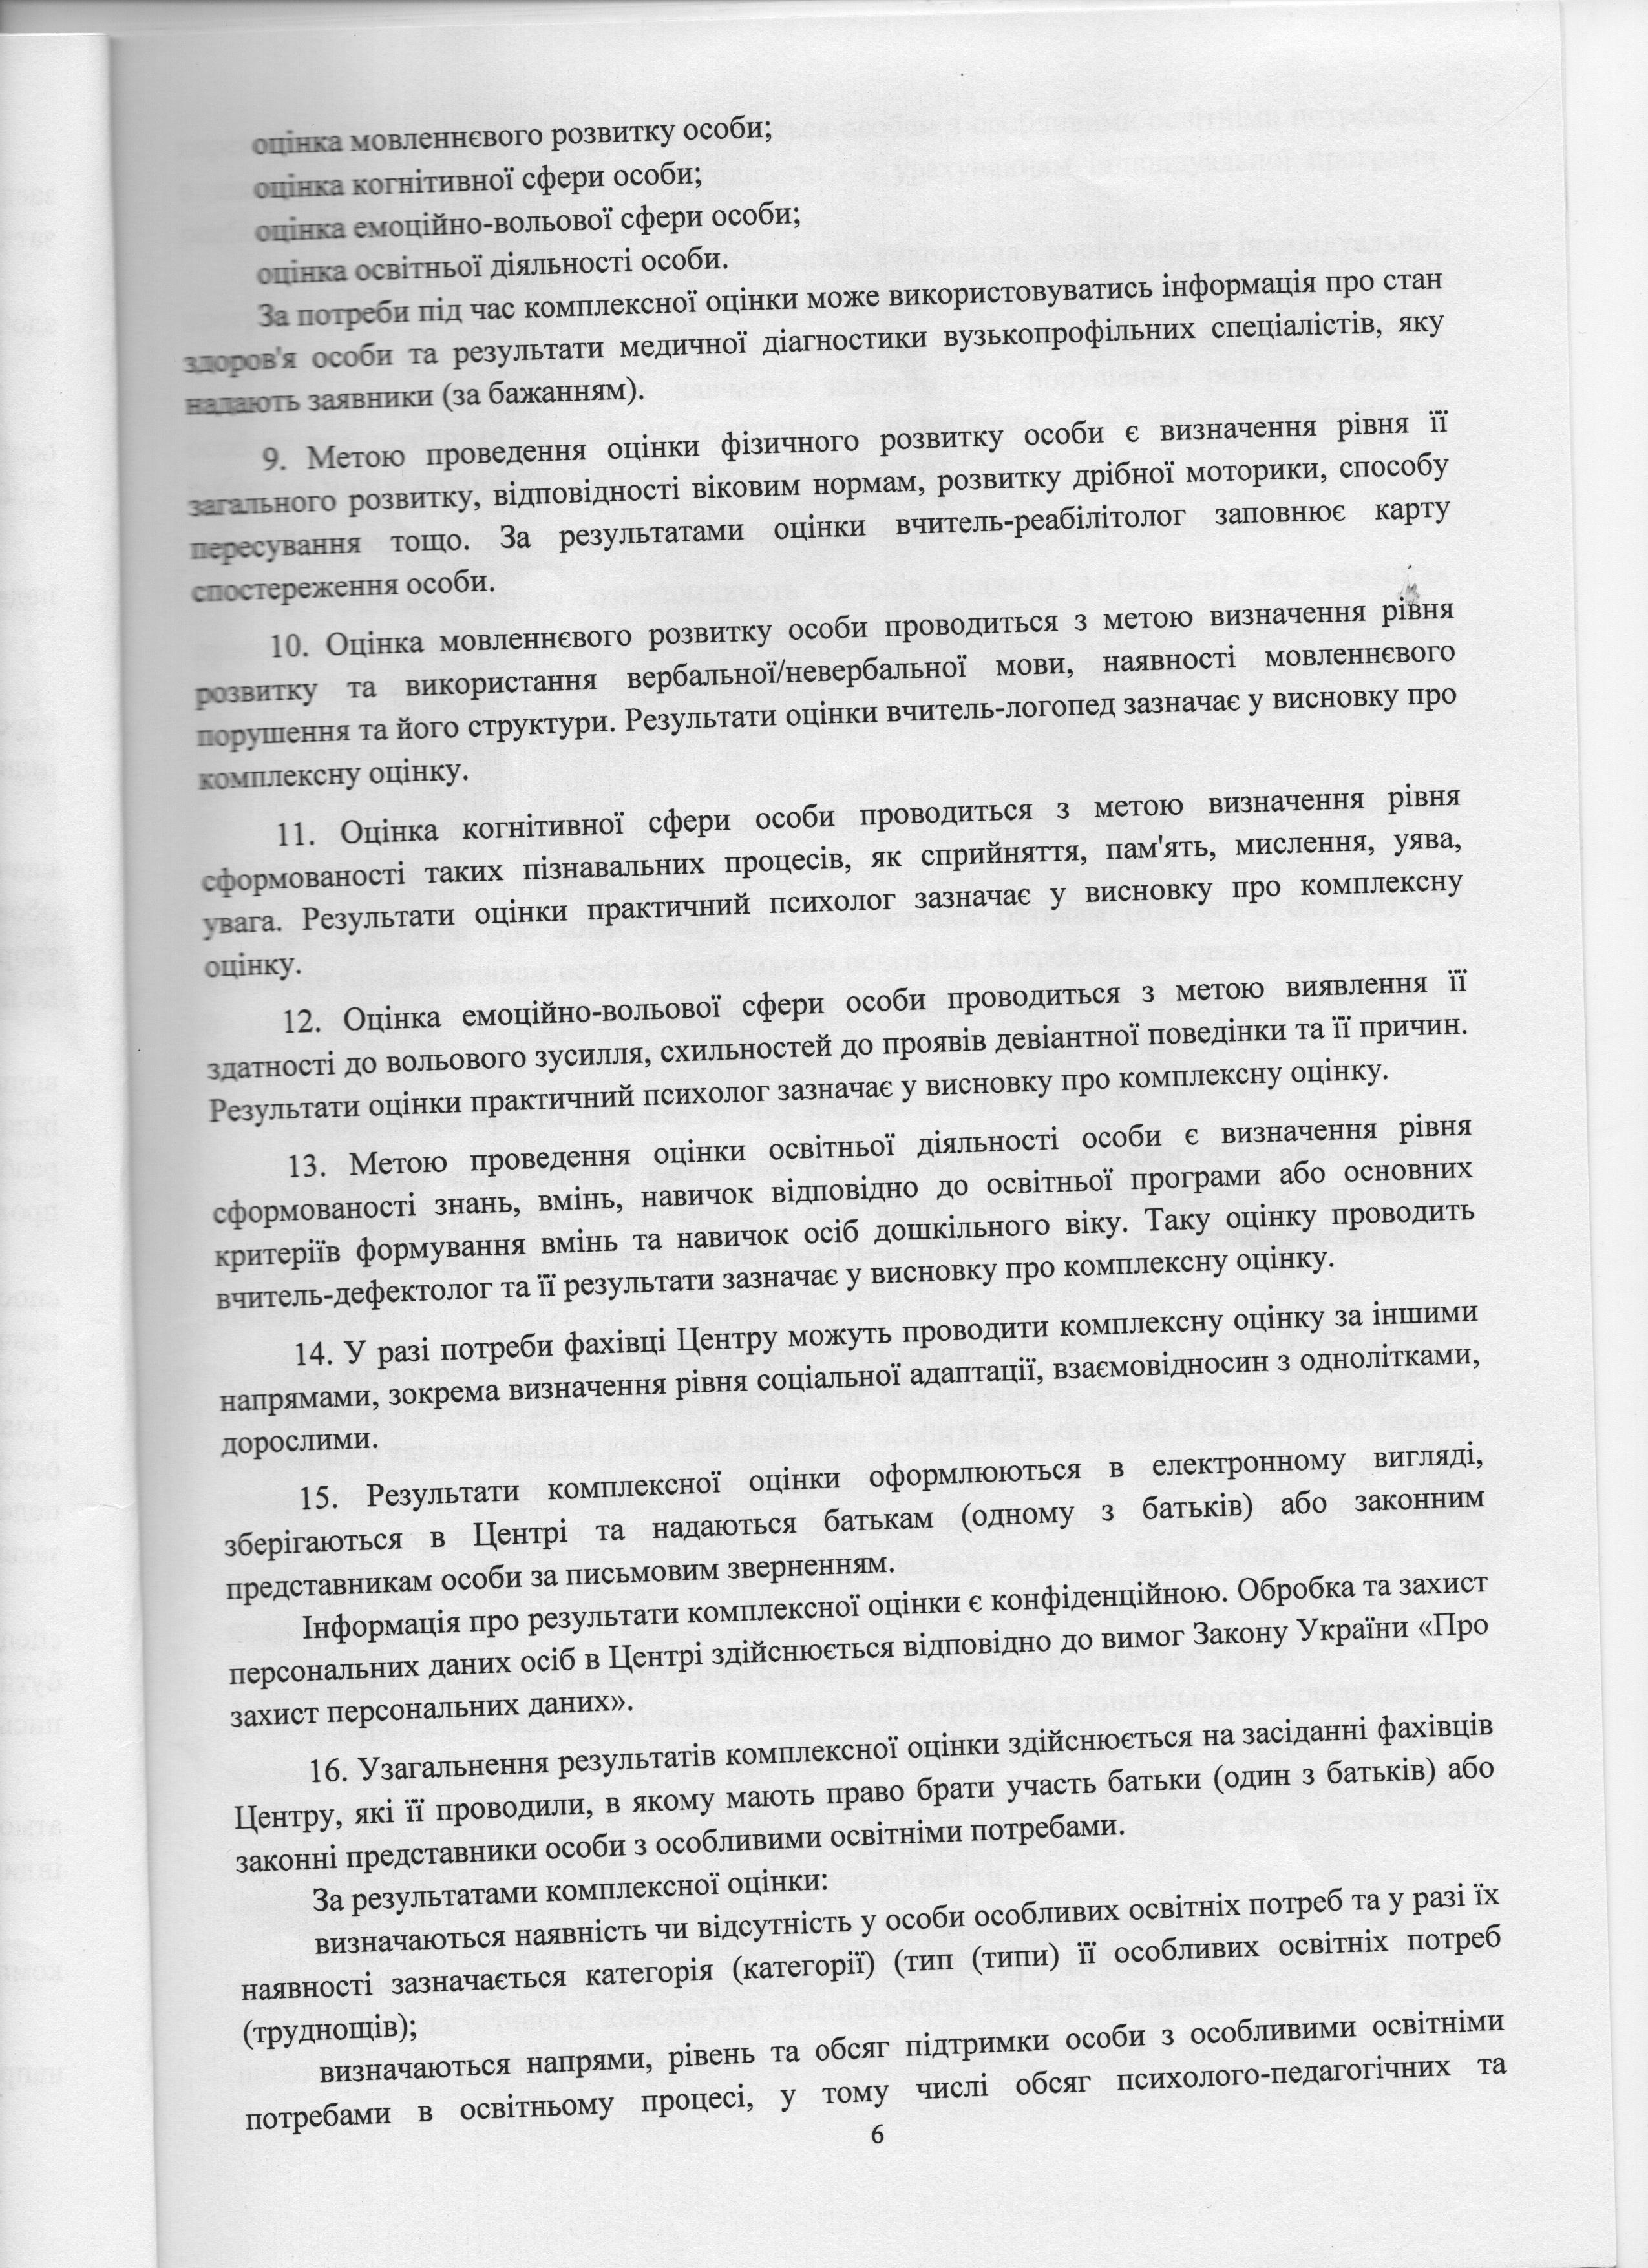 оцінка мовленнєвого розвитку особи;
оцінка когнітивної сфери особи;
оцінка емоційно-вольової сфери особи;
оцінка освітньої діяльності особи.
За потреби під час комплексної оцінки може використовуватись інформація про стан
здоров'я особи та результати медичної діагностики вузькопрофільних спеціалістів, яку
надають заявники (за бажанням).
9. Метою проведення оцінки фізичного розвитку особи є визначення рівня її
загального розвитку, відповідності віковим нормам, розвитку дрібної моторики, способу
пересування тощо. За результатами оцінки вчитель-реабілітолог заповнює карту
спостереження особи.
10. Оцінка мовленнєвого розвитку особи проводиться з метою визначення рівня
розвитку та використання вербальної/невербальної мови, наявності мовленнєвого
порушення та його структури. Результати оцінки вчитель-логопед зазначає у висновку про
комплексну оцінку.
11. Оцінка когнітивної сфери особи проводиться з метою визначення рівня
сформованості таких пізнавальних процесів, як сприйняття, пам'ять, мислення, уява,
увага. Результати оцінки практичний психолог зазначає у висновку про комплексну
оцінку.
12. Оцінка емоційно-вольової сфери особи проводиться з метою виявлення її
здатності до вольового зусилля, схильностей до проявів девіантної поведінки та її причин.
Результати оцінки практичний психолог зазначає у висновку про комплексну оцінку.
13. Метою проведення оцінки освітньої діяльності особи є визначення рівня
сформованості знань, вмінь, навичок відповідно до освітньої програми або основних
критеріїв формування вмінь та навичок осіб дошкільного віку. Таку оцінку проводить
вчитель-дефектолог та її результати зазначає у висновку про комплексну оцінку.
14. У разі потреби фахівці Центру можуть проводити комплексну оцінку за іншими
напрямами, зокрема визначення рівня соціальної адаптації, взаємовідносин з однолітками,
дорослими.
15. Результати комплексної оцінки оформлюються в електронному вигляді,
зберігаються в Центрі та надаються батькам (одному з батьків) або законним
представникам особи за письмовим зверненням.
Інформація про результати комплексної оцінки є конфіденційною. Обробка та захист
персональних даних осіб в Центрі здійснюється відповідно до вимог Закону України «Про
захист персональних даних».
16. Узагальнення результатів комплексної оцінки здійснюється на засіданні фахівців
Центру, які її проводили, в якому мають право брати участь батьки (один з батьків) або
законні представники особи з особливими освітніми потребами.
За результатами комплексної оцінки:
визначаються наявність чи відсутність у особи особливих освітніх потреб та у разі їх
наявності зазначається категорія (категорії) (тип (типи) її особливих освітніх потреб
(труднощів);
визначаються напрями, рівень та обсяг підтримки особи з особливими освітніми
потребами в освітньому процесі, у тому числі обсяг психолого-педагогічних та
6